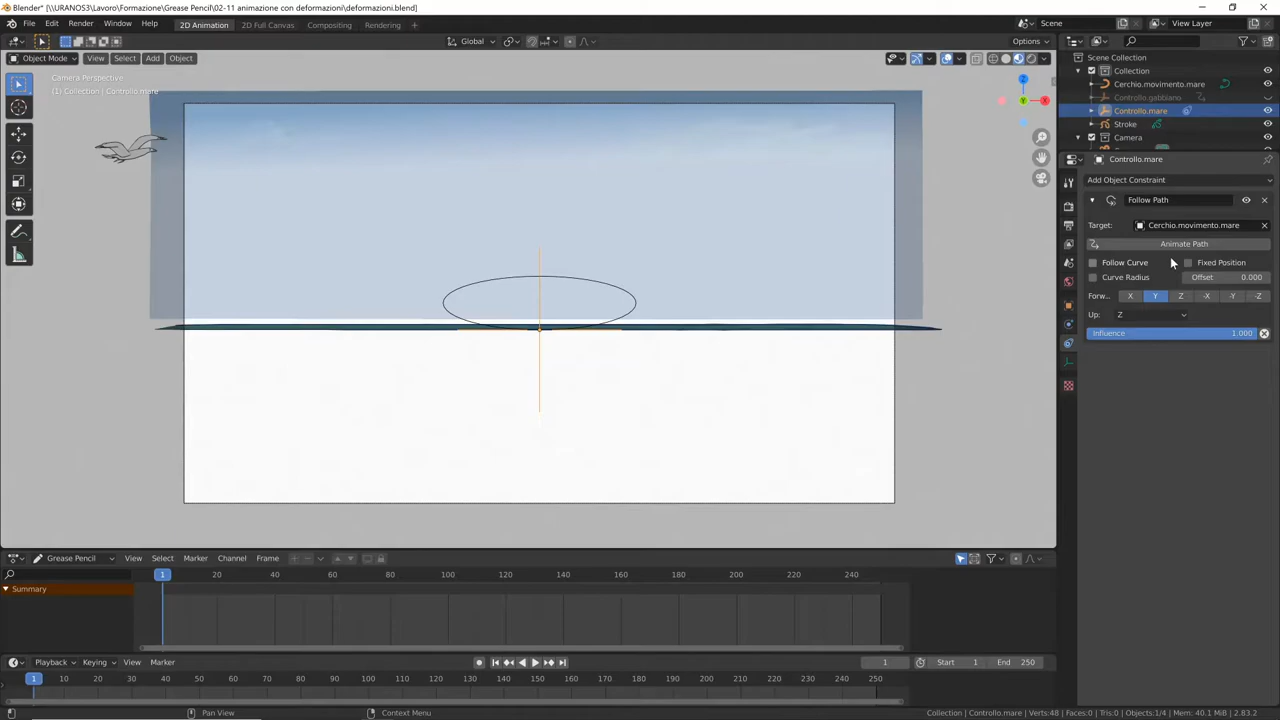 Blender* [\\URANOS3\Lavoro\Formazione\Grease Pencil\02-11 animazione con deformazioni\deformazioni.blend]
File Edit Render Window Help 2D Animation 2D Full Canvas Compositing Rendering Scene View Layer
Global Options
Object Mode View Select Add Object
Camera Perspective
(1) Collection | Controllo.mare
Scene Collection
Collection
Cerchio.movimento.mare
Controllo.gabbiano
Controllo.mare
Stroke
Camera
Controllo.mare
Add Object Constraint
Follow Path
Target: Cerchio.movimento.mare
Animate Path
Follow Curve Fixed Position
Curve Radius Offset 0.000
Forw... X Y Z -X -Y -Z
Up: Z
Influence 1.000
Z
X
Y
Grease Pencil View Select Marker Channel Frame
1 20 40 60 80 100 120 140 160 180 200 220 240
Summary
Playback Keying View Marker 1 Start 1 End 250
1 10 20 30 40 50 60 70 80 90 100 110 120 130 140 150 160 170 180 190 200 210 220 230 240 250
Pan View Context Menu Collection | Controllo.mare | Verts:48 | Faces:0 | Tris:0 | Objects:1/4 | Mem: 40.1 MiB | 2.83.2